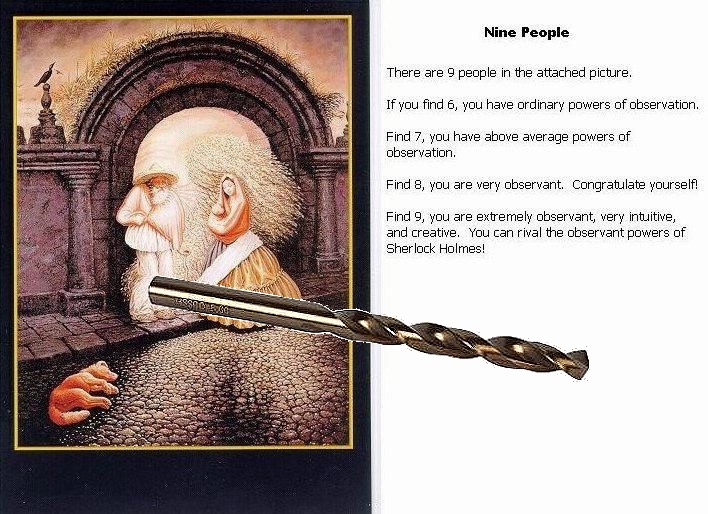 Nine People
There are 9 people in the attached picture.
If you find 6, you have ordinary powers of observation.
Find 7, you have above average powers of
observation.
Find 8, you are very observant.  Congratulate yourself!
Find 9, you are extremely observant, very intuitive,
and creative.  You can rival the observant powers of
Sherlock Holmes!